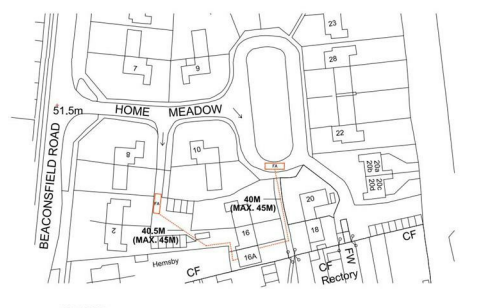 23
28
7
9
51.5m
HOME MEADOW
22
BEACONSFIELD ROAD
8
10
FA
20a
20b
20c
20d
FA
40M
(MAX. 45M)
20
2
40.5M
(MAX. 45M)
16
18
Hemsby
CF
16A
CF
FW
CF
Rectory